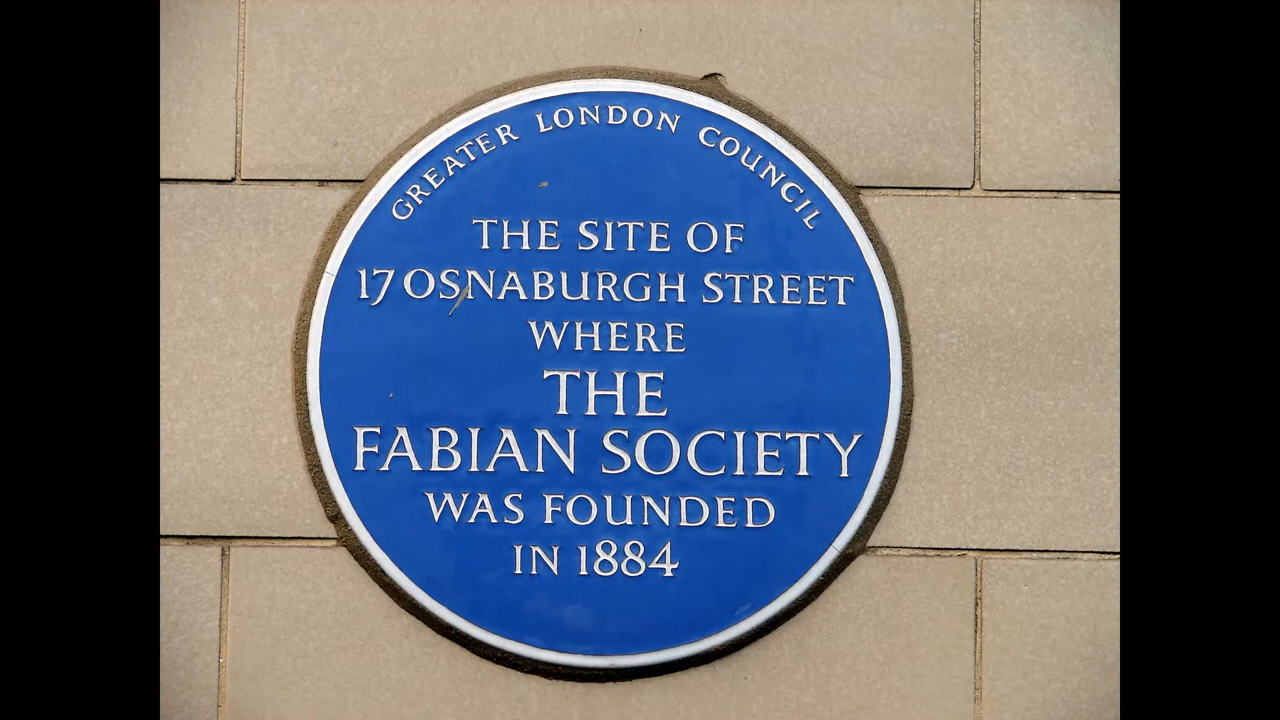 GREATER LONDON COUNCIL
THE SITE OF
17 OSNABURGH STREET
WHERE
THE
FABIAN SOCIETY
WAS FOUNDED
IN 1884